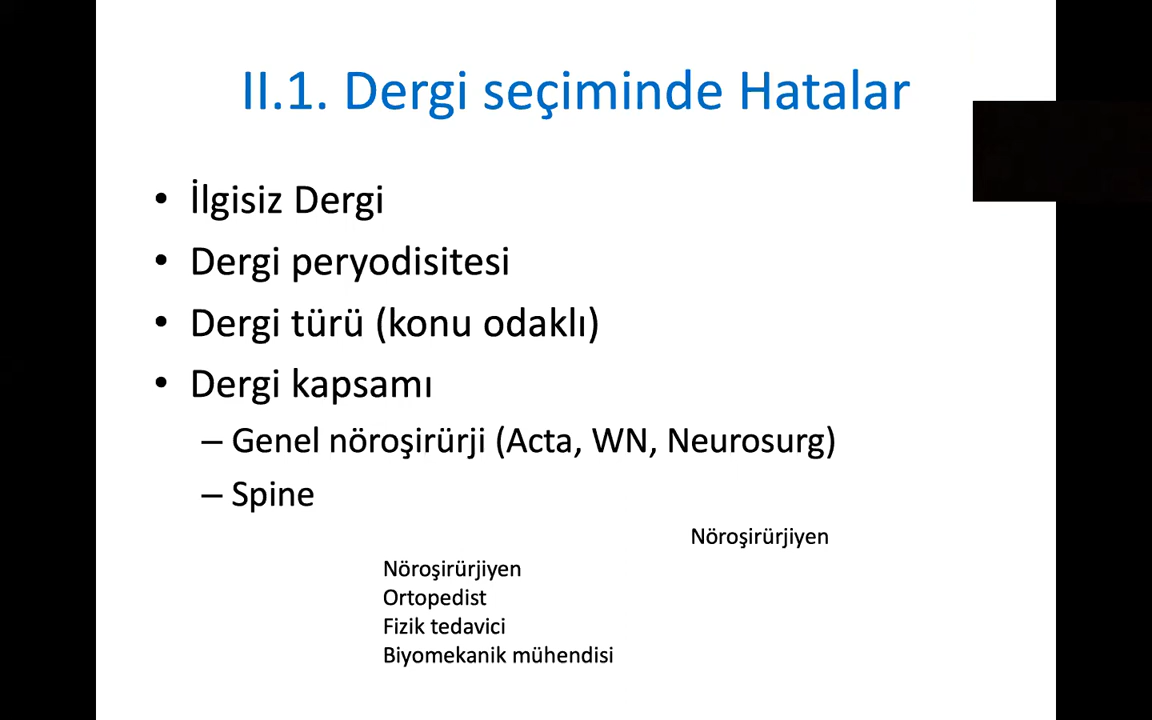 II.1. Dergi seçiminde Hatalar
• İlgisiz Dergi
• Dergi peryodisitesi
• Dergi türü (konu odaklı)
• Dergi kapsamı
– Genel nöroşirürji (Acta, WN, Neurosurg)
– Spine
Nöroşirürjiyen
Nöroşirürjiyen
Ortopedist
Fizik tedavici
Biyomekanik mühendisi